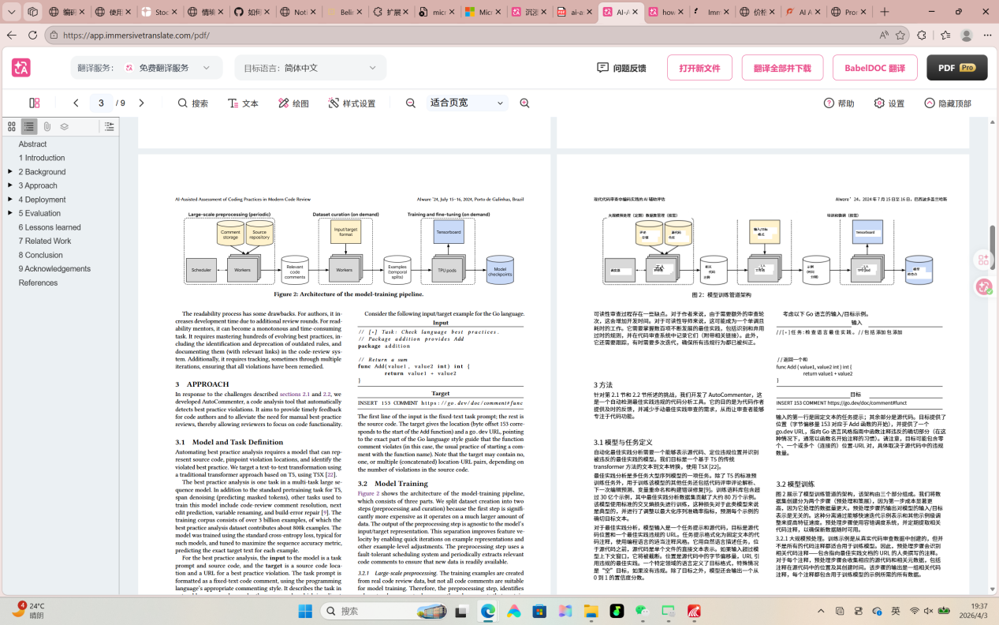 编码
使用
Stoc
情境
如何
Noti
Belin
扩展
micr
Micr
沉浸
ai-as
AI-A
how
Imm
价格
AI A
Pron
https://app.immersivetranslate.com/pdf/
翻译服务： 免费翻译服务
目标语言： 简体中文
问题反馈
打开新文件
翻译全部并下载
BabelDOC 翻译
PDF Pro
3 / 9
搜索
文本
绘图
样式设置
适合页宽
帮助
设置
隐藏顶部
Abstract
1 Introduction
2 Background
3 Approach
4 Deployment
5 Evaluation
6 Lessons learned
7 Related Work
8 Conclusion
9 Acknowledgements
References
AI-Assisted Assessment of Coding Practices in Modern Code Review
AIware '24, July 15–16, 2024, Porto de Galinhas, Brazil
Large-scale preprocessing (periodic)
Dataset curation (on demand)
Training and fine-tuning (on demand)
Comment storage
Source repository
Input/target format
Tensorboard
Scheduler
Workers
Relevant code comments
Workers
Examples (temporal splits)
TPU pods
Model checkpoints
Figure 2: Architecture of the model-training pipeline.
The readability process has some drawbacks. For authors, it in-
creases development time due to additional review rounds. For read-
ability mentors, it can become a monotonous and time-consuming
task. It requires mastering hundreds of evolving best practices, in-
cluding the identification and deprecation of outdated rules, and
documenting them (with relevant links) in the code-review sys-
tem. Additionally, it requires tracking, sometimes through multiple
iterations, ensuring that all violations have been remedied.
3 APPROACH
In response to the challenges described sections 2.1 and 2.2, we
developed AutoCommenter, a code analysis tool that automatically
detects best practice violations. It aims to provide timely feedback
for code authors and to alleviate the need for manual best-practice
reviews, thereby allowing reviewers to focus on code functionality.
3.1 Model and Task Definition
Automating best practice analysis requires a model that can rep-
resent source code, pinpoint violation locations, and identify the
violated best practice. We target a text-to-text transformation using
a traditional transformer approach based on T5, using T5X [22].
The best practice analysis is one task in a multi-task large se-
quence model. In addition to the standard pretraining task for T5,
span denoising (predicting masked tokens), other tasks used to
train this model include code-review comment resolution, next
edit prediction, variable renaming, and build-error repair [9]. The
training corpus consists of over 3 billion examples, of which the
best practice analysis dataset contributes about 800k examples. The
model was trained using the standard cross-entropy loss, typical for
such models, and tuned to maximize the sequence accuracy metric,
predicting the exact target text for each example.
For the best practice analysis, the input to the model is a task
prompt and source code, and the target is a source code loca-
tion and a URL for a best practice violation. The task prompt is
formatted as a fixed-text code comment, using the programming
language's appropriate commenting style. It describes the task in
Consider the following input/target example for the Go language.
Input
// [*] Task: Check language best practices.
// Package addition provides Add
package addition
// Return a sum
func Add(value1, value2 int) int {
return value1 + value2
}
Target
INSERT 153 COMMENT https://go.dev/doc/comment#func
The first line of the input is the fixed-text task prompt; the rest is
the source code. The target gives the location (byte offset 153 corre-
sponds to the start of the Add function) and a go.dev URL, pointing
to the exact part of the Go language style guide that the function
comment violates (in this case, the usual practice of starting a com-
ment with the function name). Note that the target may contain no,
one, or multiple (concatenated) location-URL pairs, depending on
the number of violations in the source code.
3.2 Model Training
Figure 2 shows the architecture of the model-training pipeline,
which consists of three parts. We split dataset creation into two
steps (preprocessing and curation) because the first step is signifi-
cantly more expensive as it operates on a much larger amount of
data. The output of the preprocessing step is agnostic to the model's
input/target representation. This separation improves feature ve-
locity by enabling quick iterations on example representations and
other example-level adjustments. The preprocessing step uses a
fault tolerant scheduling system and periodically extracts relevant
code comments to ensure that new data is readily available.
3.2.1 Large-scale preprocessing. The training examples are created
from real code review data, but not all code comments are suitable
for model training. Therefore, the preprocessing step, identifies
现代代码审查中编码实践的 AI 辅助评估
AIware '24，2024 年 7 月 15 日至 16 日，巴西波多盖兰哈斯
大规模预处理（定期）数据集管理（按需）
培训和微调（按需）
源代码
输入/目标
格式
tensorboard
调度器
工人
相关
代码
注释
示例
TPU pod
模型
检查点
图 2：模型训练管道架构
可读性审查过程存在一些缺点。对于作者来说，由于需要额外的审查轮
次，这会增加开发时间。对于可读性导师来说，这可能成为一个单调且
耗时的工作。它需要掌握数百项不断发展的最佳实践，包括识别和弃用
过时的规则，并在代码审查系统中记录它们（附带相关链接）。此外，
它还需要跟踪，有时需要多次迭代，确保所有违规行为都已被纠正。
3 方法
针对第 2.1 节和 2.2 节所述的挑战，我们开发了 AutoCommenter，这
是一个自动检测最佳实践违规的代码分析工具。它的目的是为代码作者
提供及时的反馈，并减少手动最佳实践审查的需求，从而让审查者能够
专注于代码功能。
3.1 模型与任务定义
自动化最佳实践分析需要一个能够表示源代码、定位违规位置并识别
被违反的最佳实践的模型。我们目标是一个基于 T5 的传统
transformer 方法的文本到文本转换，使用 T5X [22]。
最佳实践分析是多任务大型序列模型的一项任务。除了 T5 的标准预
训练任务外，用于训练该模型的其他任务还包括代码评审评论解析、
下一次编辑预测、变量重命名和构建错误修复[9]。训练语料库包含超
过 30 亿个示例，其中最佳实践分析数据集贡献了大约 80 万个示例。
该模型使用标准的交叉熵损失进行训练，这种损失对于此类模型来说
是典型的，并进行了调整以最大化序列准确率指标，预测每个示例的
确切目标文本。
对于最佳实践分析，模型输入是一个任务提示和源代码，目标是源代
码位置和一个最佳实践违规的 URL。任务提示格式化为固定文本的代
码注释，使用编程语言的适当注释风格。它用自然语言描述任务，位
于源代码之前，源代码是单个文件的直接文本表示。如果输入超过模
型上下文窗口，它将被截断。位置是源代码中的字节偏移量，URL 引
用违规的最佳实践。一个特定领域的语言定义了目标格式，特殊情况
是 “空” 目标，如果没有违规。除了目标之外，模型还会输出一个从
0 到 1 的置信度分数。
考虑以下 Go 语言的输入/目标示例。
输入
// [*] 任务：检查语言最佳实践。// 包括添加包添加
// 返回一个和
func Add ( value1, value2 int ) int {
return value1 + value2
}
目标
INSERT 153 COMMENT https://go.dev/doc/comment#funct
输入的第一行是固定文本的任务提示；其余部分是源代码。目标提供了
位置（字节偏移量 153 对应于 Add 函数的开始），并提供了一个
go.dev URL，指向 Go 语言风格指南中函数注释违反的确切部分（在这
种情况下，通常以函数名开始注释的习惯）。请注意，目标可能包含零
个、一个或多个（连接的）位置-URL 对，具体取决于源代码中的违规
数量。
3.2 模型训练
图 2 展示了模型训练管道的架构，该架构由三个部分组成。我们将数
据集创建分为两个步骤（预处理和策展），因为第一步成本显著更
高，因为它处理的数据量更大。预处理步骤的输出对模型的输入/目标
表示是无关的。这种分离通过能够快速迭代示例表示和其他示例级调
整来提高特征速度。预处理步骤使用容错调度系统，并定期提取相关
代码注释，以确保新数据随时可用。
3.2.1 大规模预处理。训练示例是从真实代码审查数据中创建的，但并
不是所有的代码注释都适合用于训练模型。因此，预处理步骤会识别
相关代码注释——包含指向最佳实践文档的 URL 的人类撰写的注释。
对于每个注释，预处理步骤会收集相应的源代码和相关元数据，包括
注释在源代码中的位置及其创建时间。该步骤的输出是一组相关代码
注释，每个注释都包含用于训练模型的示例所需的所有数据。
4
24°C
晴朗
搜索
英
19:37
2026/4/3